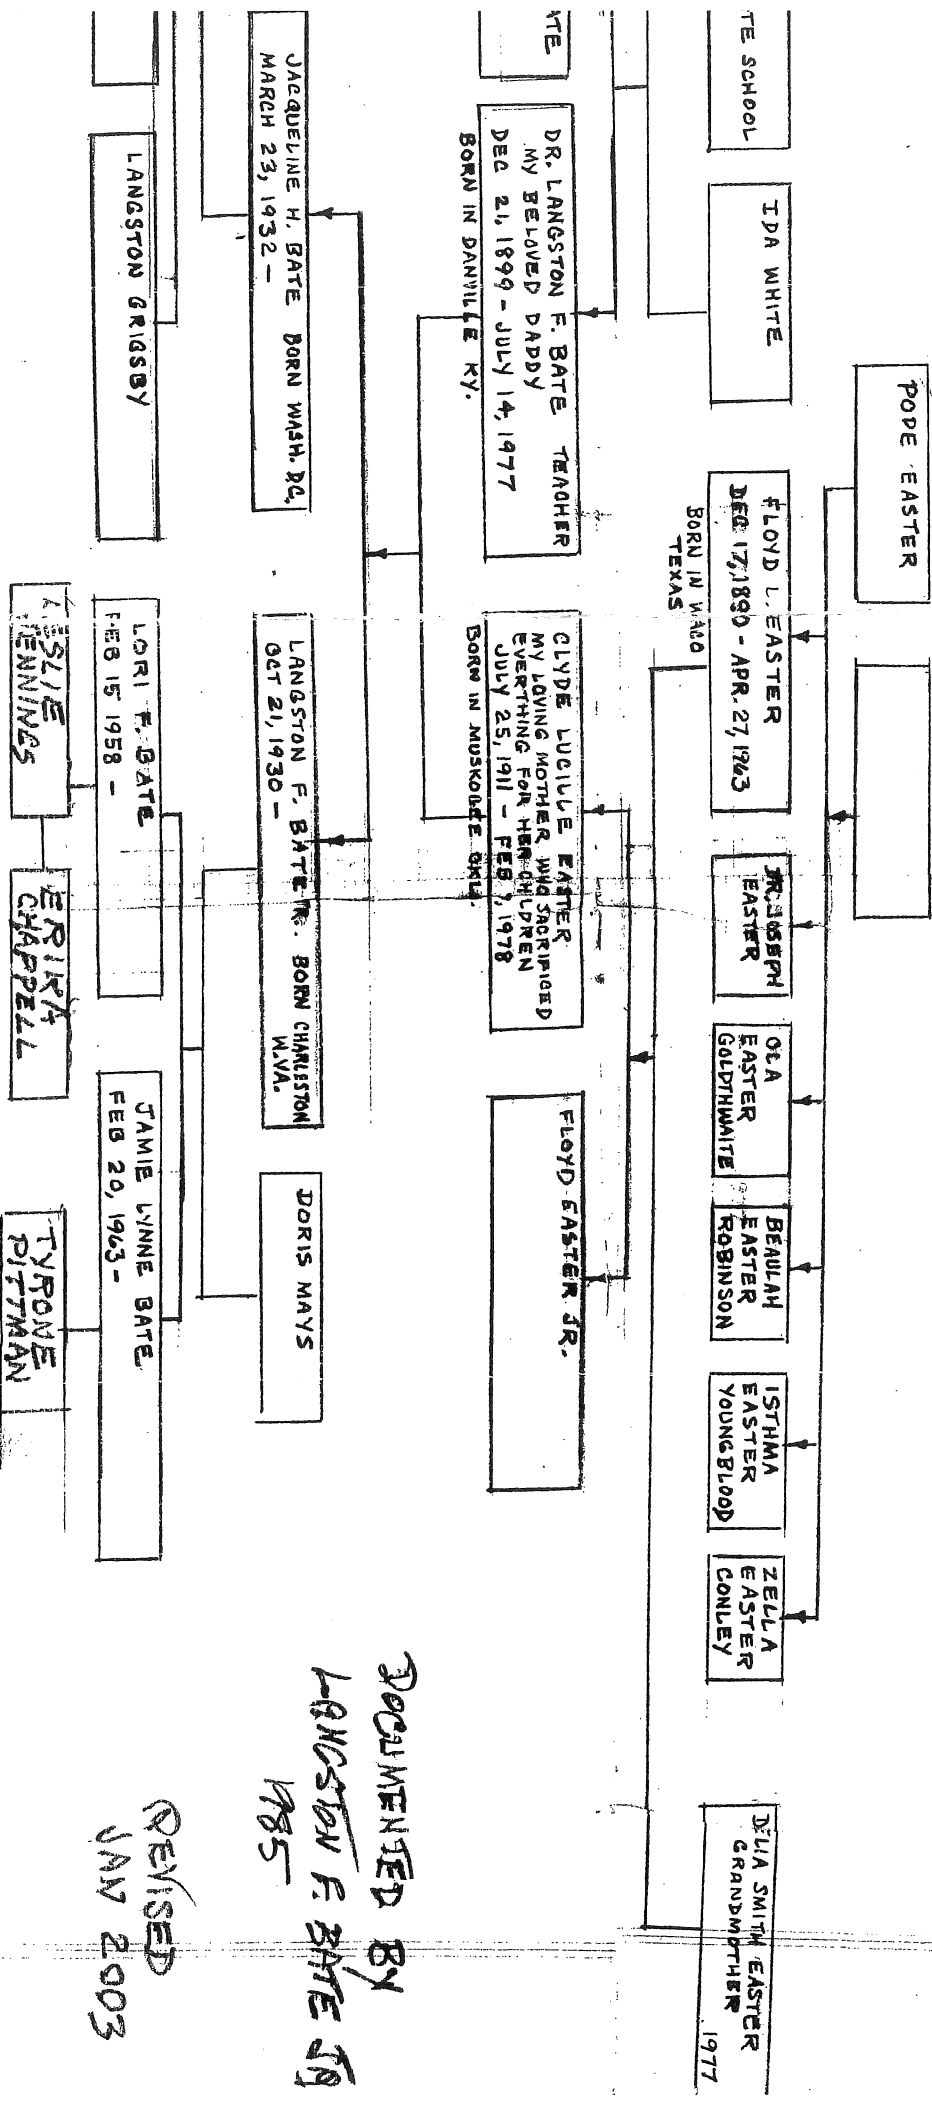 PODE EASTER
TE SCHOOL
IDA WHITE
FLOYD L. EASTER
DEC 17, 1890 - APR. 27, 1963
BORN IN WACO
TEXAS
DR. JOSEPH
EASTER
OCA
EASTER
GOLDTHWAITE
BEAULAH
EASTER
ROBINSON
ISTHMA
EASTER
YOUNGBLOOD
ZELLA
EASTER
CONLEY
DELIA SMITH EASTER
GRANDMOTHER
1977
ATE
DR. LANGSTON F. BATE TEACHER
MY BELOVED DADDY
DEC 21, 1899 - JULY 14, 1977
BORN IN DANVILLE KY.
CLYDE LUCILLE EASTER
MY LOVING MOTHER WHO SACRIFICED
EVERYTHING FOR HER CHILDREN
JULY 25, 1911 - FEB 9, 1978
BORN IN MUSKOGEE OKLA.
FLOYD EASTER JR.
JACQUELINE H. BATE BORN WASH. DC.
MARCH 23, 1932 -
LANGSTON F. BATE JR. BORN CHARLESTON
W.VA.
OCT 21, 1930 -
DORIS MAYS
LANGSTON GRIGSBY
LORI F. BATE
FEB 15 1958 -
JAMIE LYNNE BATE
FEB 20, 1963 -
LESLIE
JENNINGS
ERIKA
CHAPPELL
TYRONE
PITTMAN
DOCUMENTED BY
LANGSTON F. BATE JR
1985
REVISED
JAN 2003